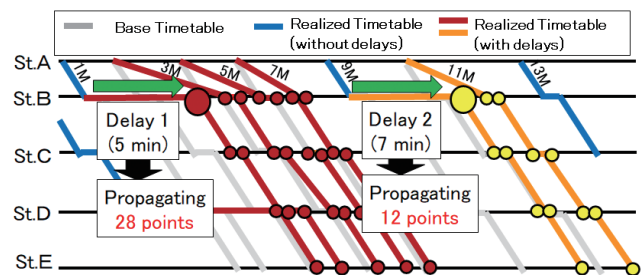 Base Timetable
Realized Timetable
(without delays)
Realized Timetable
(with delays)
St.A
1M
3M
5M
7M
9M
11M
13M
St.B
Delay 1
(5 min)
Delay 2
(7 min)
St.C
Propagating
28 points
Propagating
12 points
St.D
St.E